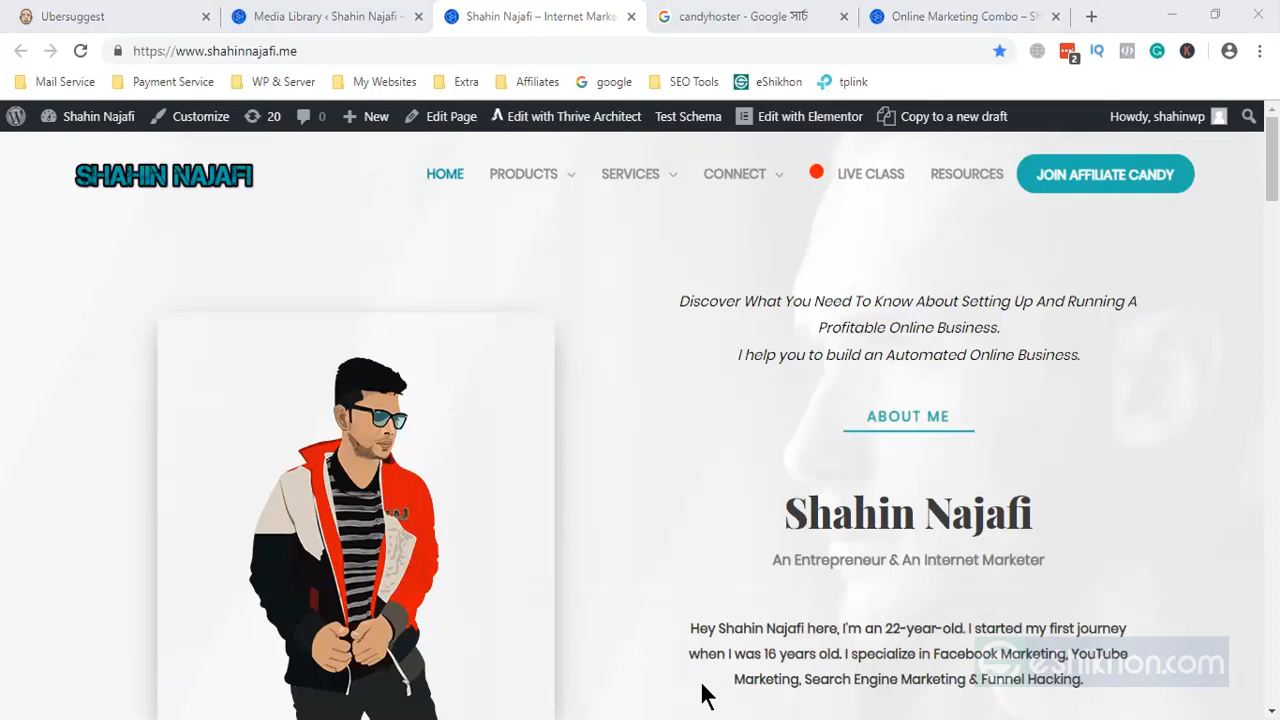 Ubersuggest
Media Library ‹ Shahin Najafi –
Shahin Najafi – Internet Marke
candyhoster - Google সার্চ
Online Marketing Combo – Sh
https://www.shahinnajafi.me
2
IQ
K
Mail Service
Payment Service
WP & Server
My Websites
Extra
Affiliates
google
SEO Tools
eShikhon
tplink
Shahin Najafi
Customize
20
0
New
Edit Page
Edit with Thrive Architect
Test Schema
Edit with Elementor
Copy to a new draft
Howdy, shahinwp
SHAHIN NAJAFI
HOME
PRODUCTS
SERVICES
CONNECT
LIVE CLASS
RESOURCES
JOIN AFFILIATE CANDY
Discover What You Need To Know About Setting Up And Running A
Profitable Online Business.
I help you to build an Automated Online Business.
ABOUT ME
Shahin Najafi
An Entrepreneur & An Internet Marketer
Hey Shahin Najafi here, I'm an 22-year-old. I started my first journey
when I was 16 years old. I specialize in Facebook Marketing, YouTube
Marketing, Search Engine Marketing & Funnel Hacking.
eshikhon.com